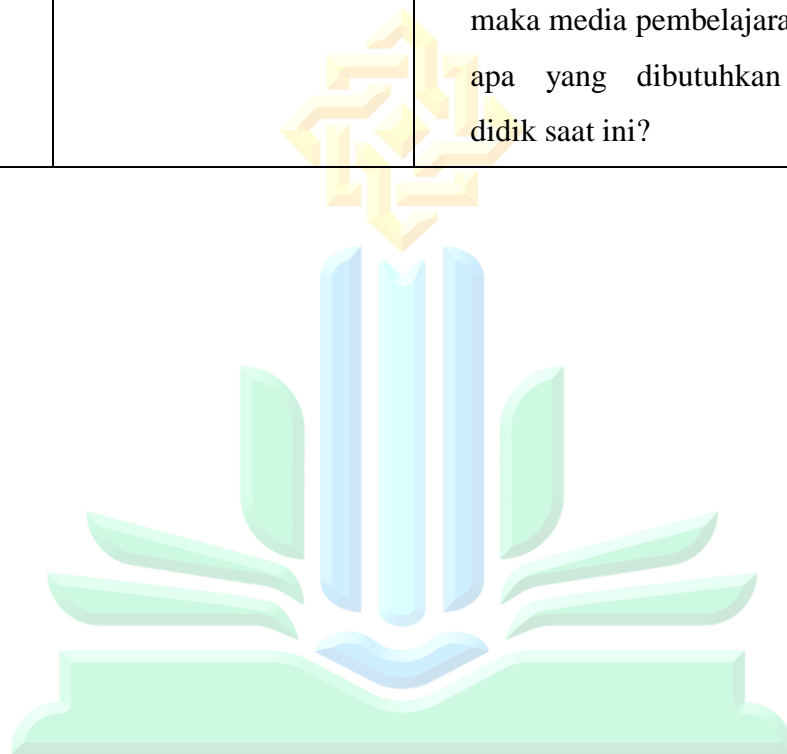 maka media pembelajara
apa yang dibutuhkan
didik saat ini?